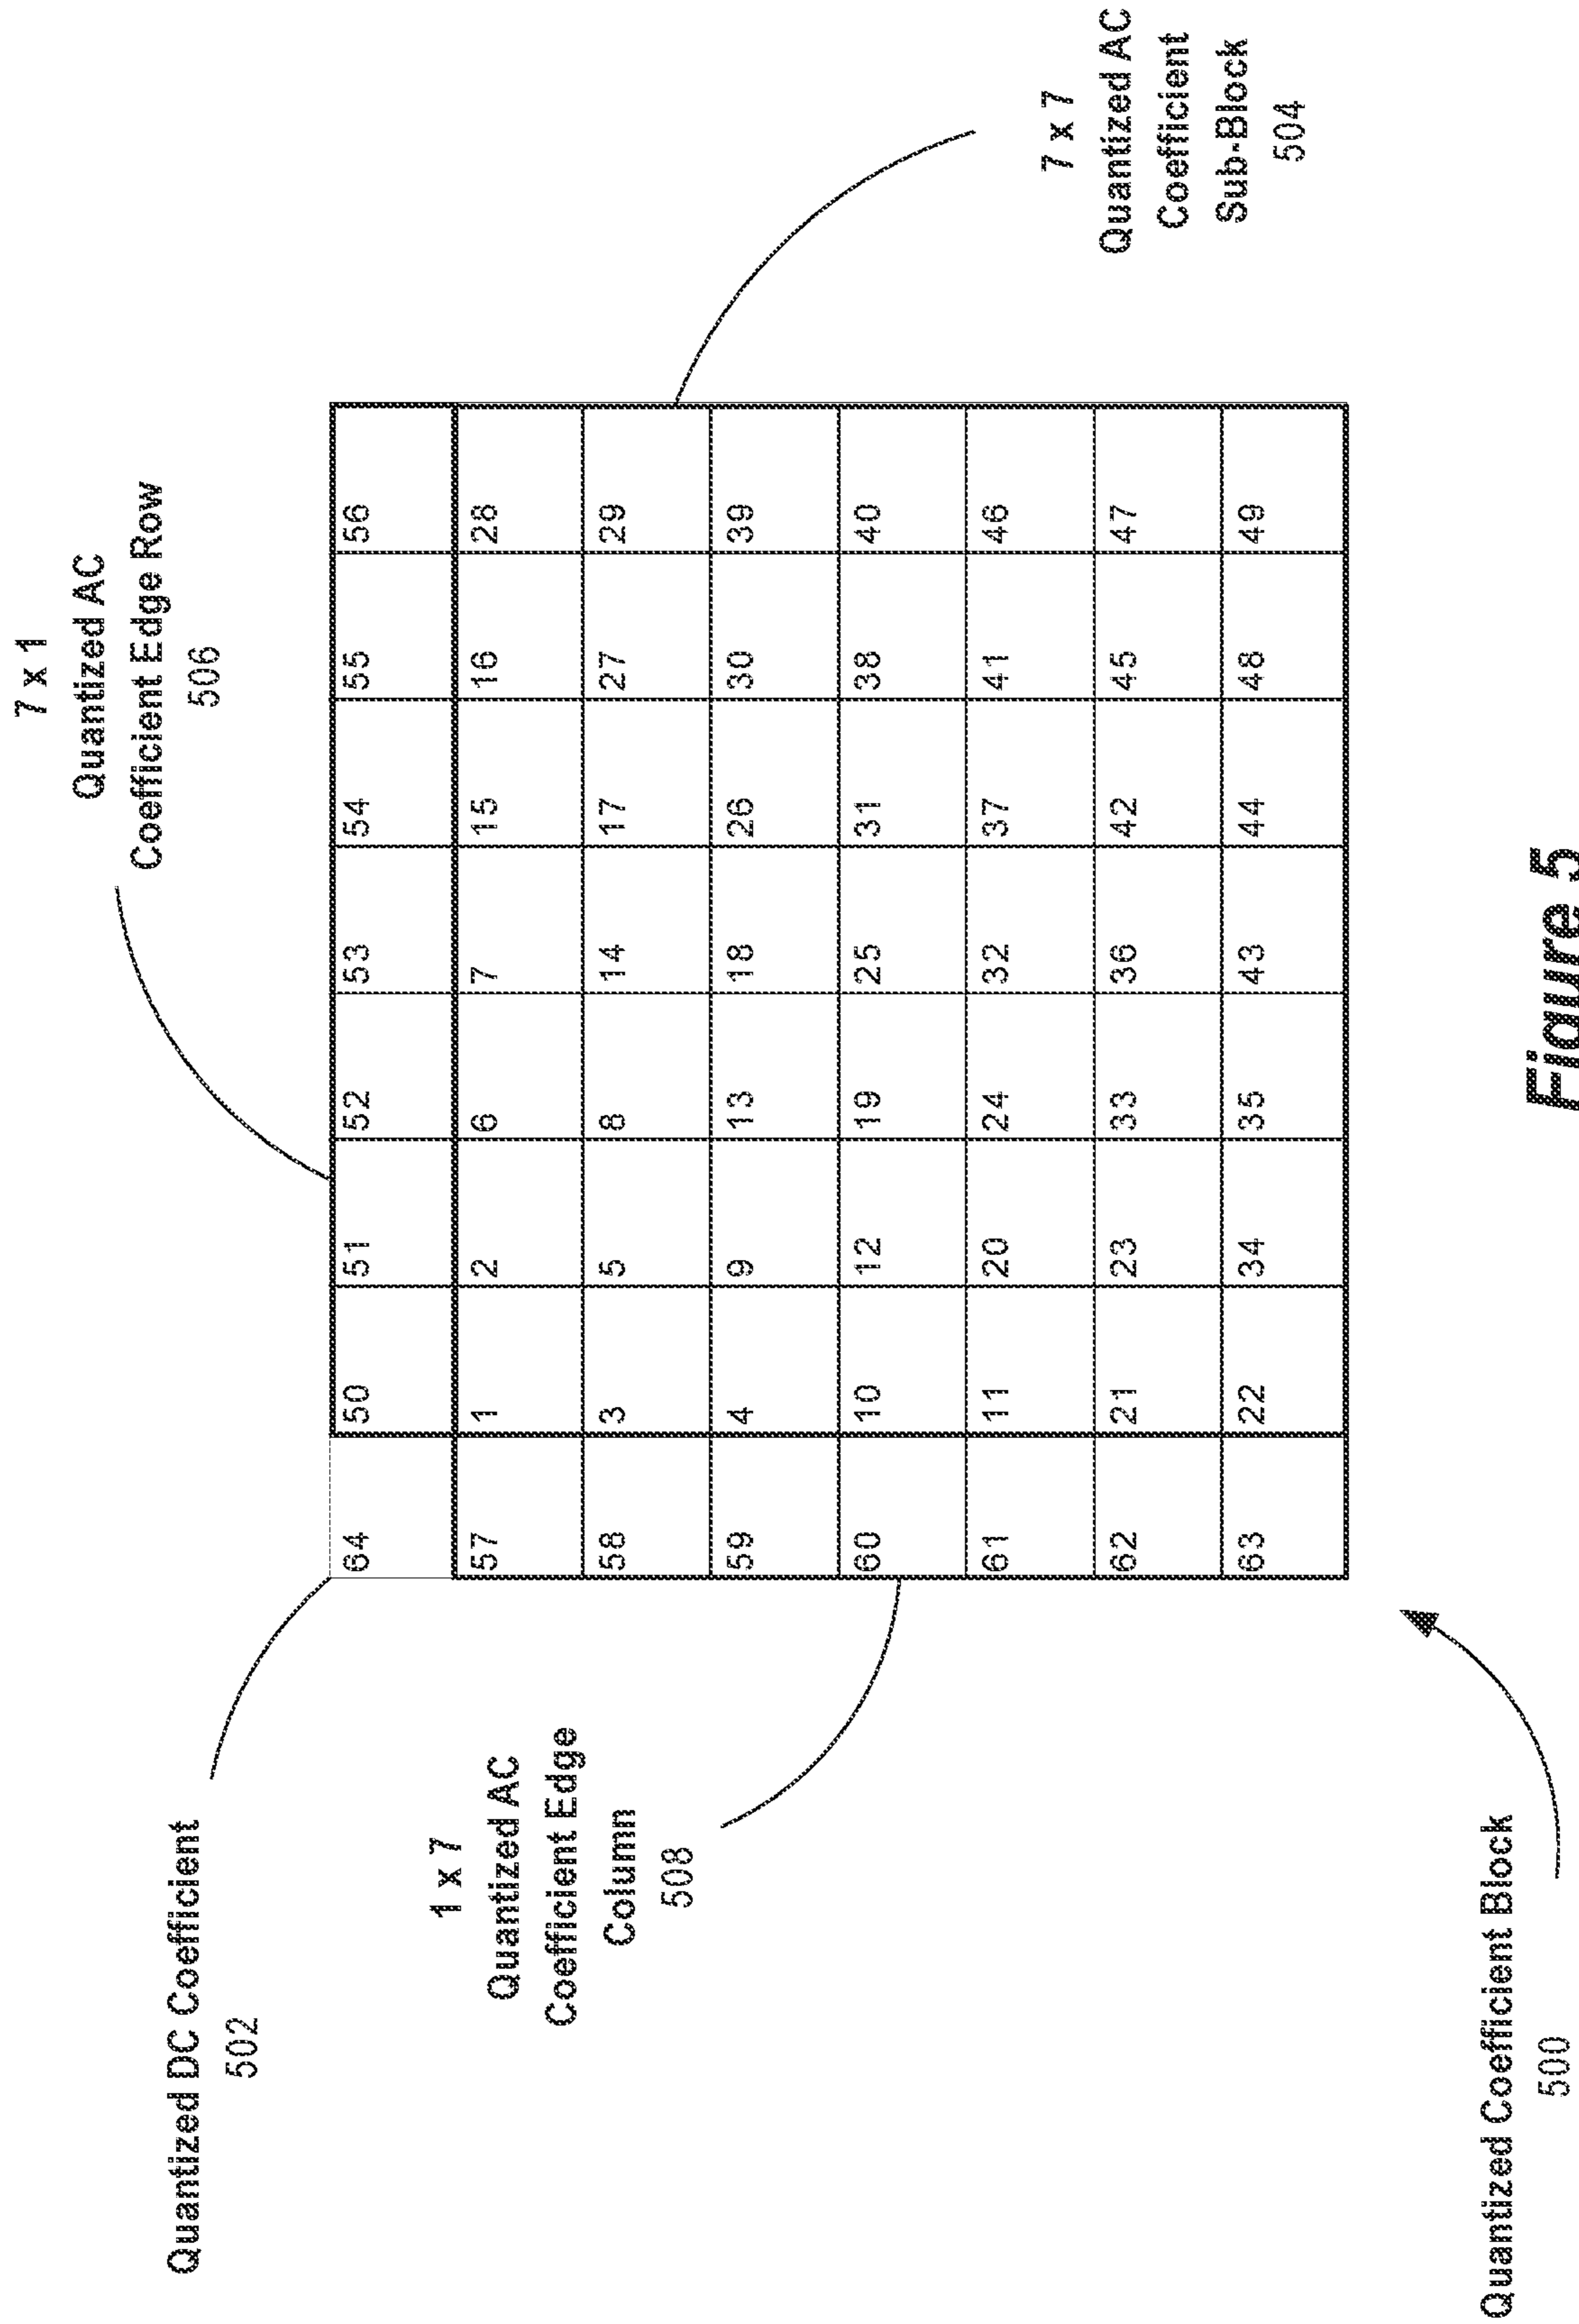 7 x 1
Quantized AC
Coefficient Edge Row
506
Quantized DC Coefficient
502
1 x 7
Quantized AC
Coefficient Edge
Column
508
64 50 51 52 53 54 55 56
57 1 2 6 7 15 16 28
58 3 5 8 14 17 27 29
59 4 9 13 18 26 30 39
60 10 12 19 25 31 38 40
61 11 20 24 32 37 41 46
62 21 23 33 36 42 45 47
63 22 34 35 43 44 48 49
7 x 7
Quantized AC
Coefficient
Sub-Block
504
Quantized Coefficient Block
500
Figure 5